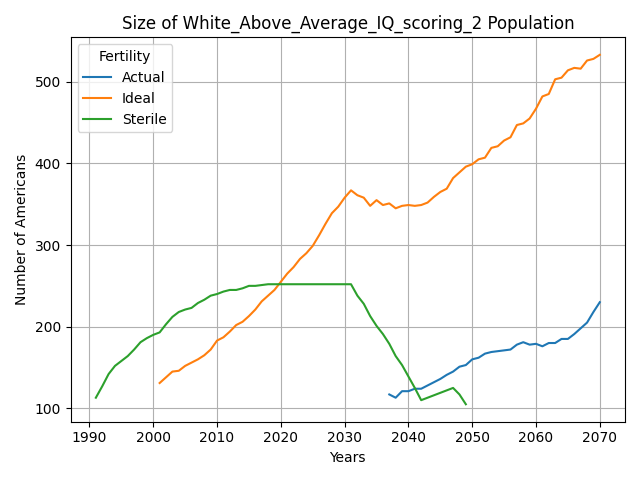 Size of White_Above_Average_IQ_scoring_2 Population
Fertility
Actual
Ideal
Sterile
Number of Americans
500
400
300
200
100
1990 2000 2010 2020 2030 2040 2050 2060 2070
Years